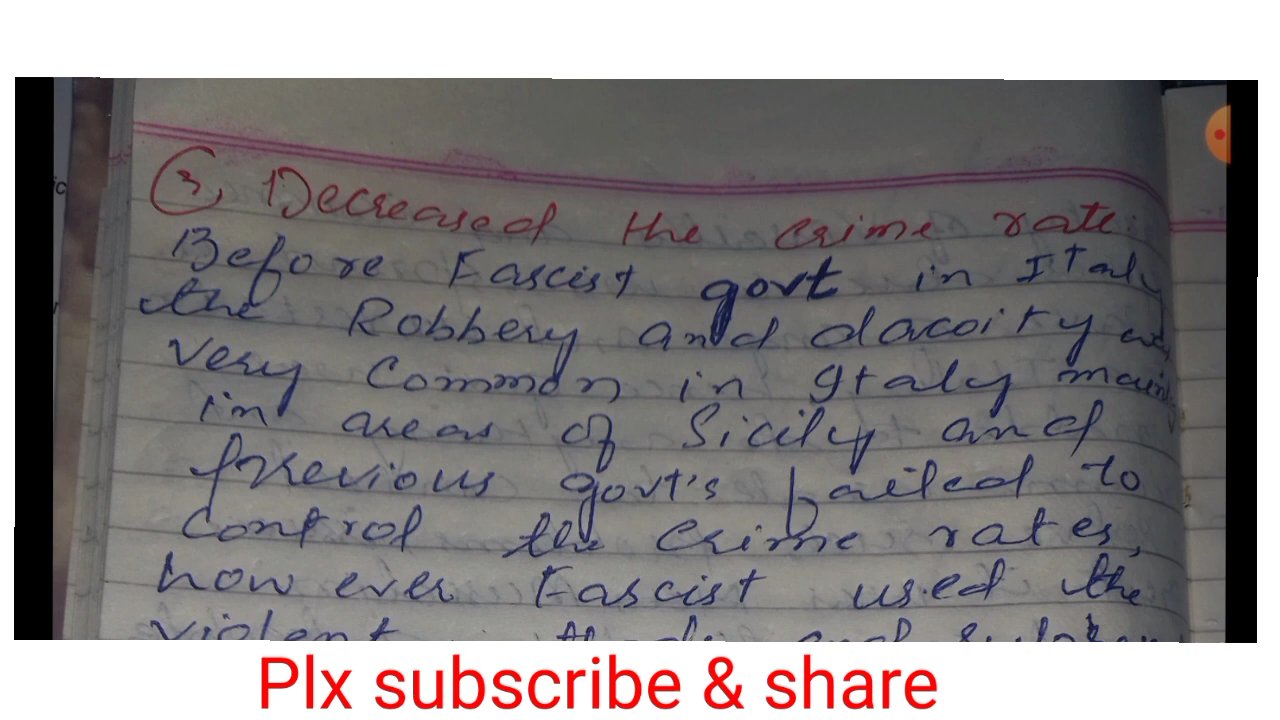 3, Decreased the crime rate:
Before Fascist govt in Italy
the Robbery and dacoity was
very Common in Italy mainly
in areas of Sicily and
previous govt's failed to
control the crime rates,
however Fascist used the
violent and
Plx subscribe & share